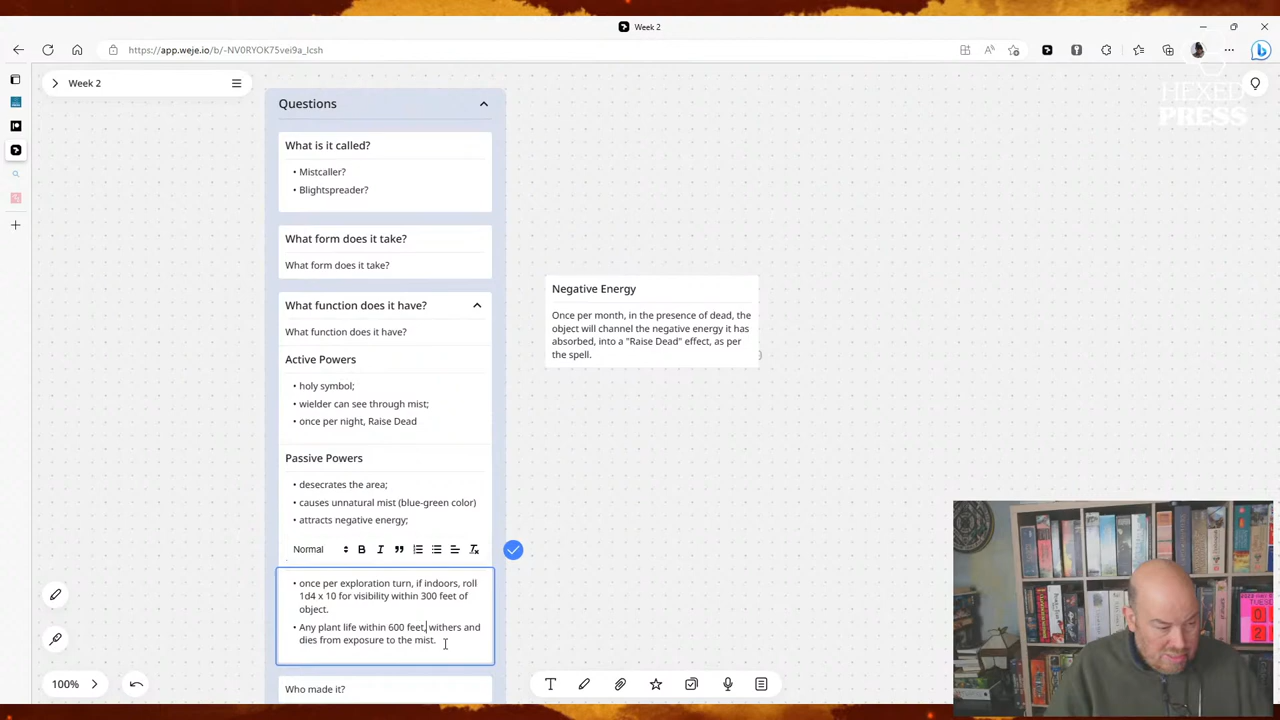 Week 2
https://app.weje.io/b/-NV0RYOK75vei9a_lcsh
Week 2
HEXED
PRESS
Questions
What is it called?
• Mistcaller?
• Blightspreader?
What form does it take?
What form does it take?
What function does it have?
What function does it have?
Active Powers
• holy symbol;
• wielder can see through mist;
• once per night, Raise Dead
Passive Powers
• desecrates the area;
• causes unnatural mist (blue-green color)
• attracts negative energy;
Normal
• once per exploration turn, if indoors, roll
1d4 x 10 for visibility within 300 feet of
object.
• Any plant life within 600 feet, withers and
dies from exposure to the mist.
Who made it?
Negative Energy
Once per month, in the presence of dead, the
object will channel the negative energy it has
absorbed, into a "Raise Dead" effect, as per
the spell.
100%